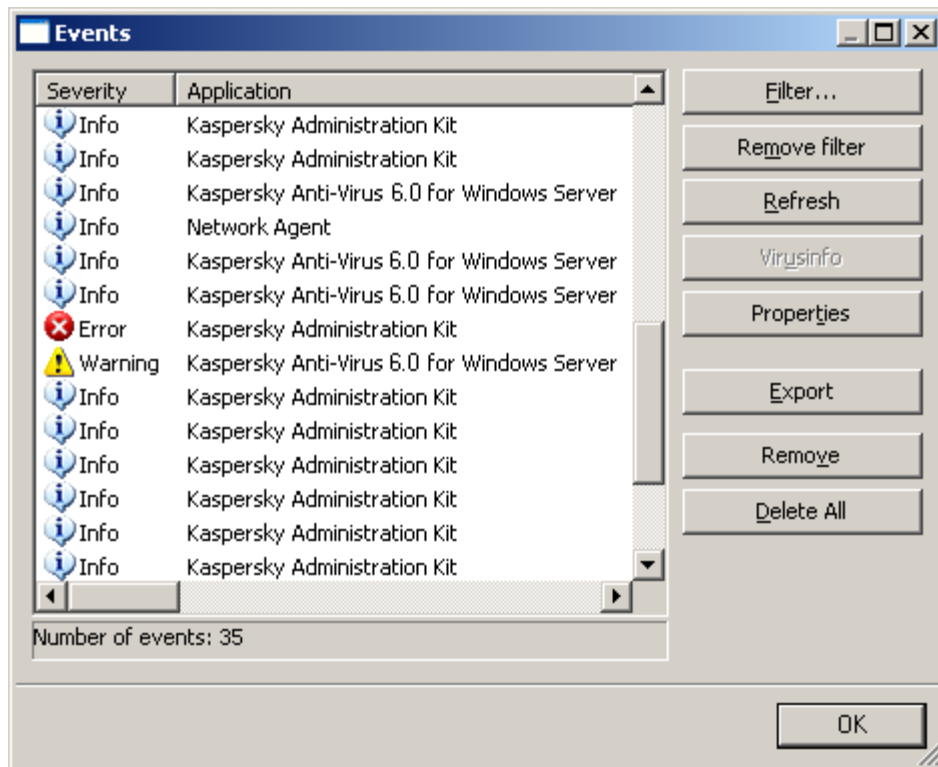 Events
Severity Application
Info Kaspersky Administration Kit
Info Kaspersky Administration Kit
Info Kaspersky Anti-Virus 6.0 for Windows Server
Info Network Agent
Info Kaspersky Anti-Virus 6.0 for Windows Server
Info Kaspersky Anti-Virus 6.0 for Windows Server
Error Kaspersky Administration Kit
Warning Kaspersky Anti-Virus 6.0 for Windows Server
Info Kaspersky Administration Kit
Info Kaspersky Administration Kit
Info Kaspersky Administration Kit
Info Kaspersky Administration Kit
Info Kaspersky Administration Kit
Info Kaspersky Administration Kit
Number of events: 35
Filter...
Remove filter
Refresh
Virusinfo
Properties
Export
Remove
Delete All
OK